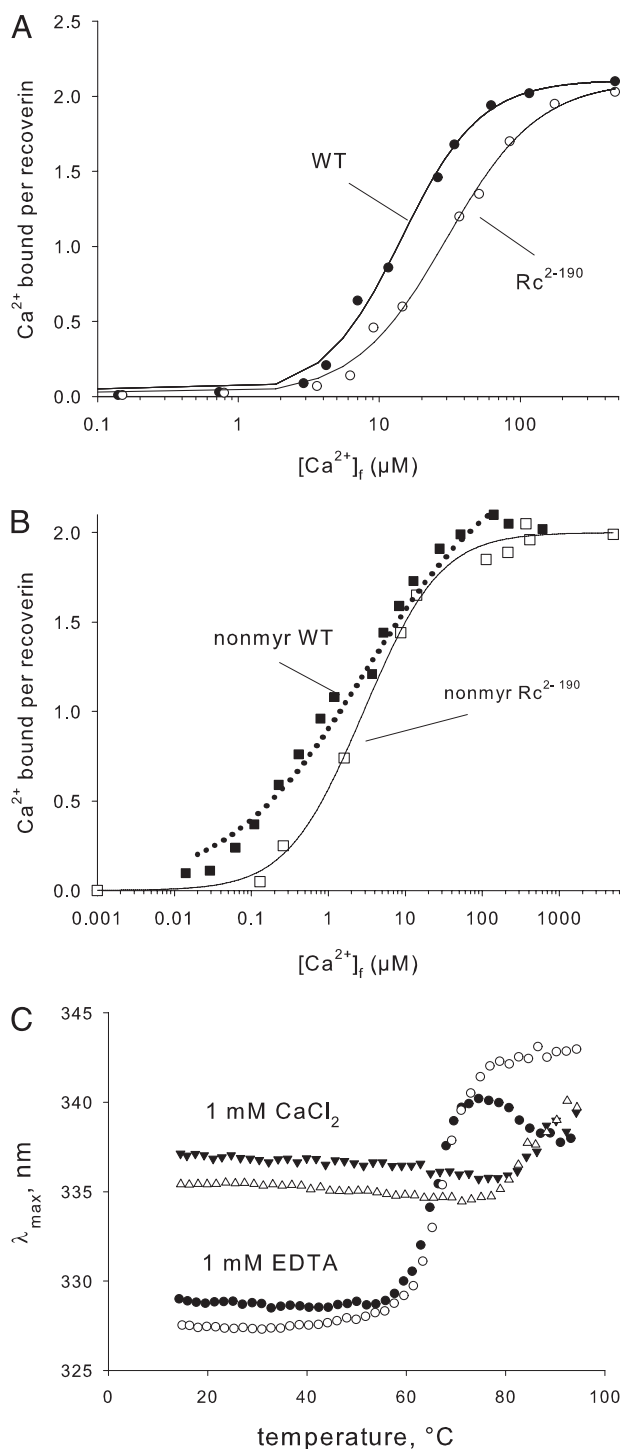 A
2.5
2.0
1.5
1.0
0.5
0.0
Ca²⁺ bound per recoverin
WT
Rc²⁻¹⁹⁰
0.1
1
10
100
[Ca²⁺]f (µM)
B
2.0
1.5
1.0
0.5
0.0
Ca²⁺ bound per recoverin
nonmyr WT
nonmyr Rc²⁻¹⁹⁰
0.001
0.01
0.1
1
10
100
1000
[Ca²⁺]f (µM)
C
345
340
335
330
325
λmax, nm
1 mM CaCl₂
1 mM EDTA
20
40
60
80
100
temperature, °C